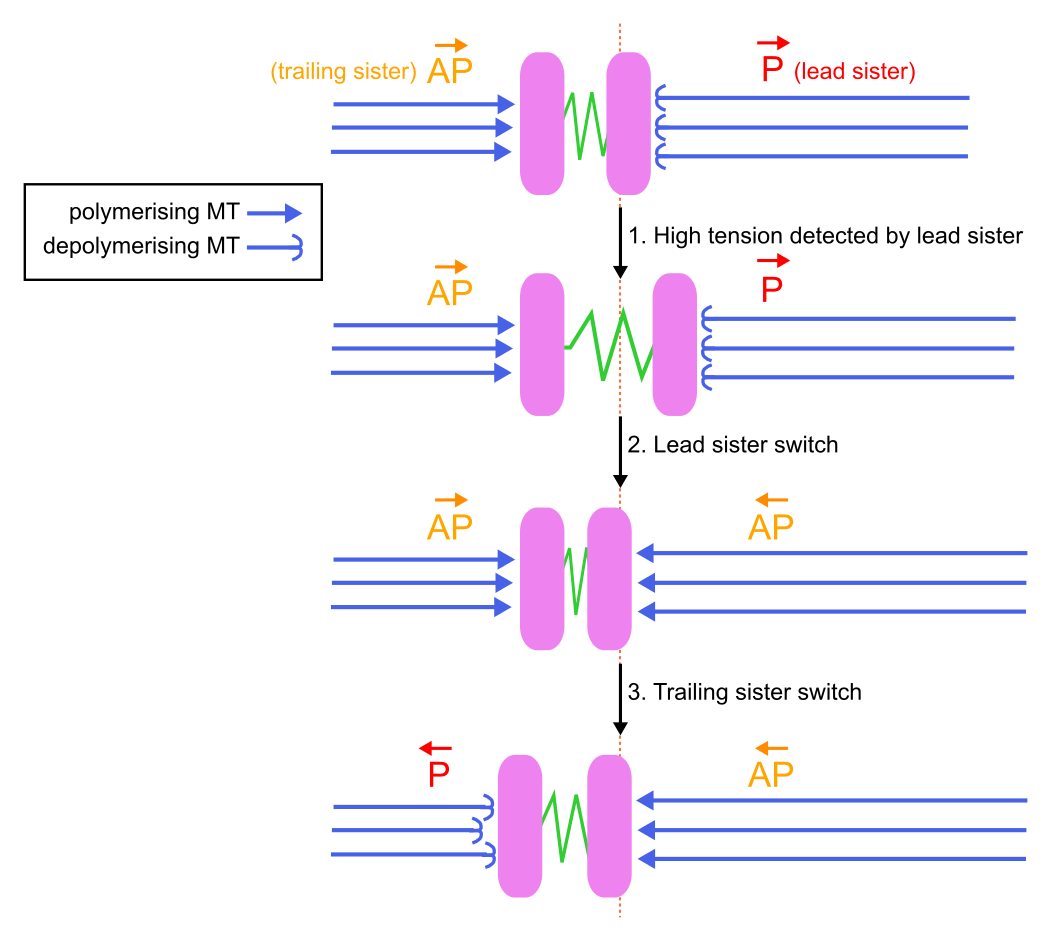 (trailing sister) AP P (lead sister)
polymerising MT
depolymerising MT
1. High tension detected by lead sister
AP P
2. Lead sister switch
AP AP
3. Trailing sister switch
P AP